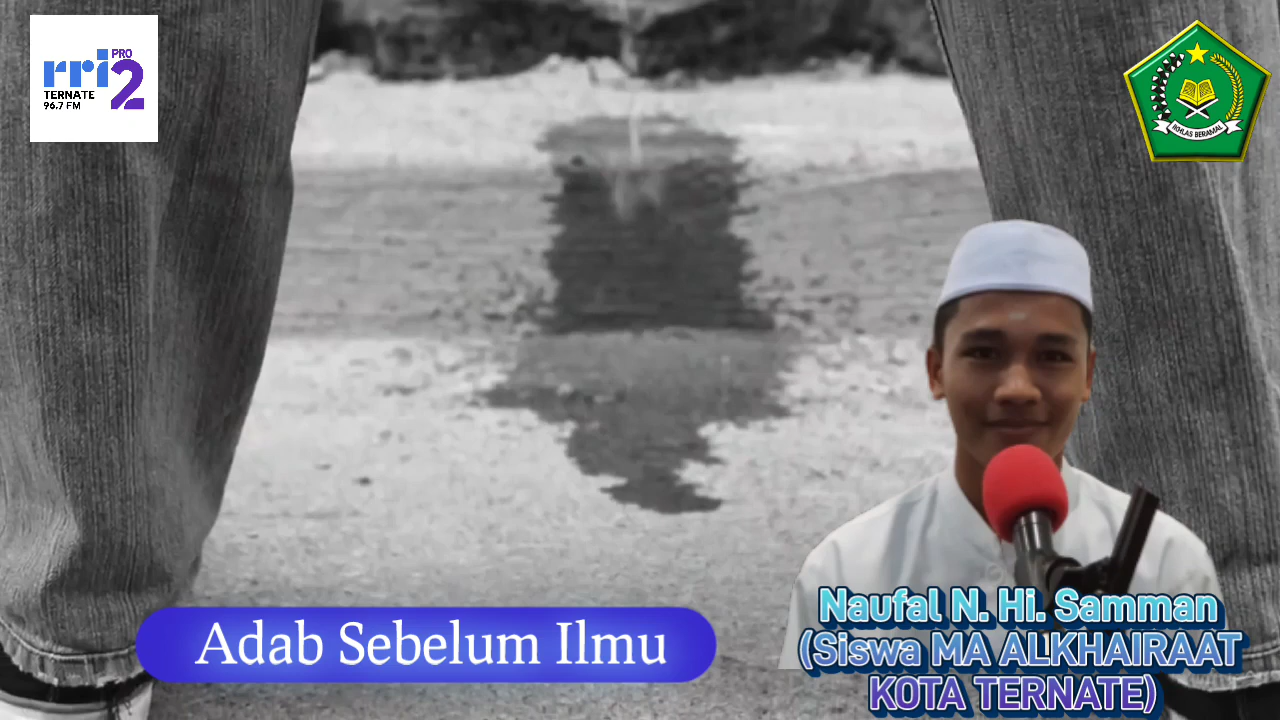 rri PRO 2
TERNATE
96.7 FM
IKHLAS BERAMAL
Adab Sebelum Ilmu
Naufal N. Hi. Samman
(Siswa MA ALKHAIRAAT
KOTA TERNATE)